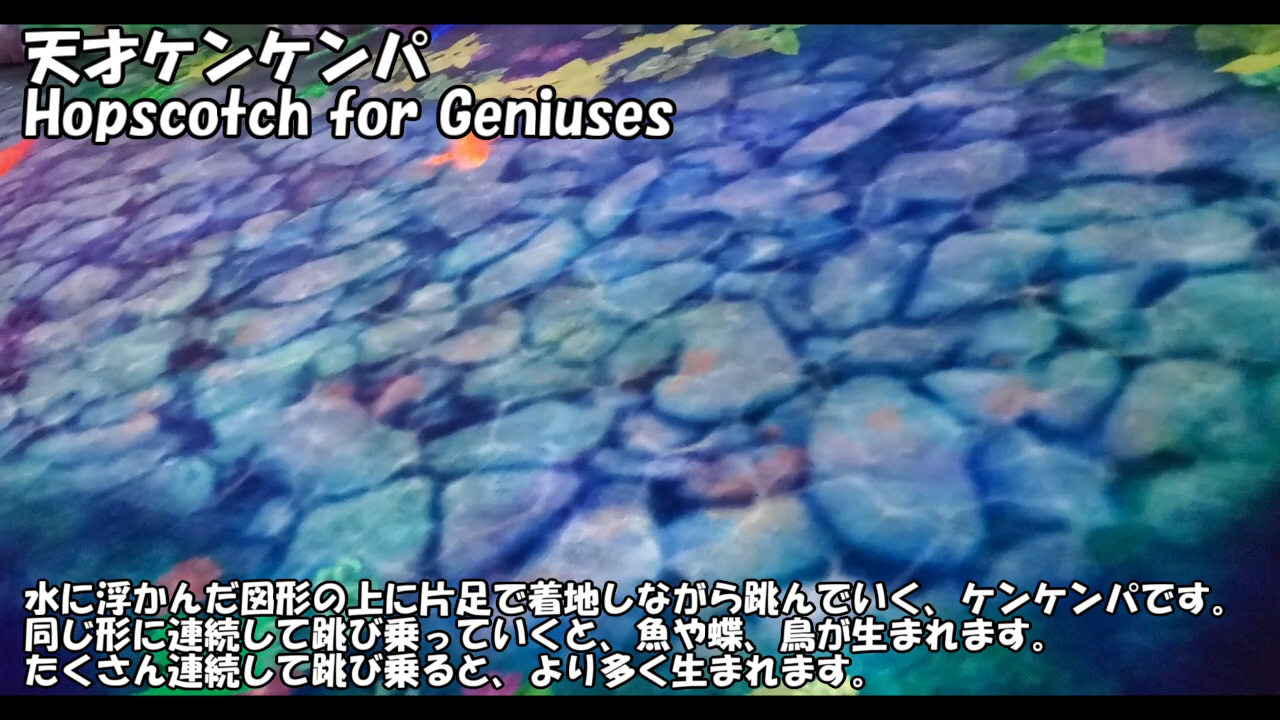 天才ケンケンパ
Hopscotch for Geniuses
水に浮かんだ図形の上に片足で着地しながら跳んでいく、ケンケンパです。
同じ形に連続して跳び乗っていくと、魚や蝶、鳥が生まれます。
たくさん連続して跳び乗ると、より多く生まれます。